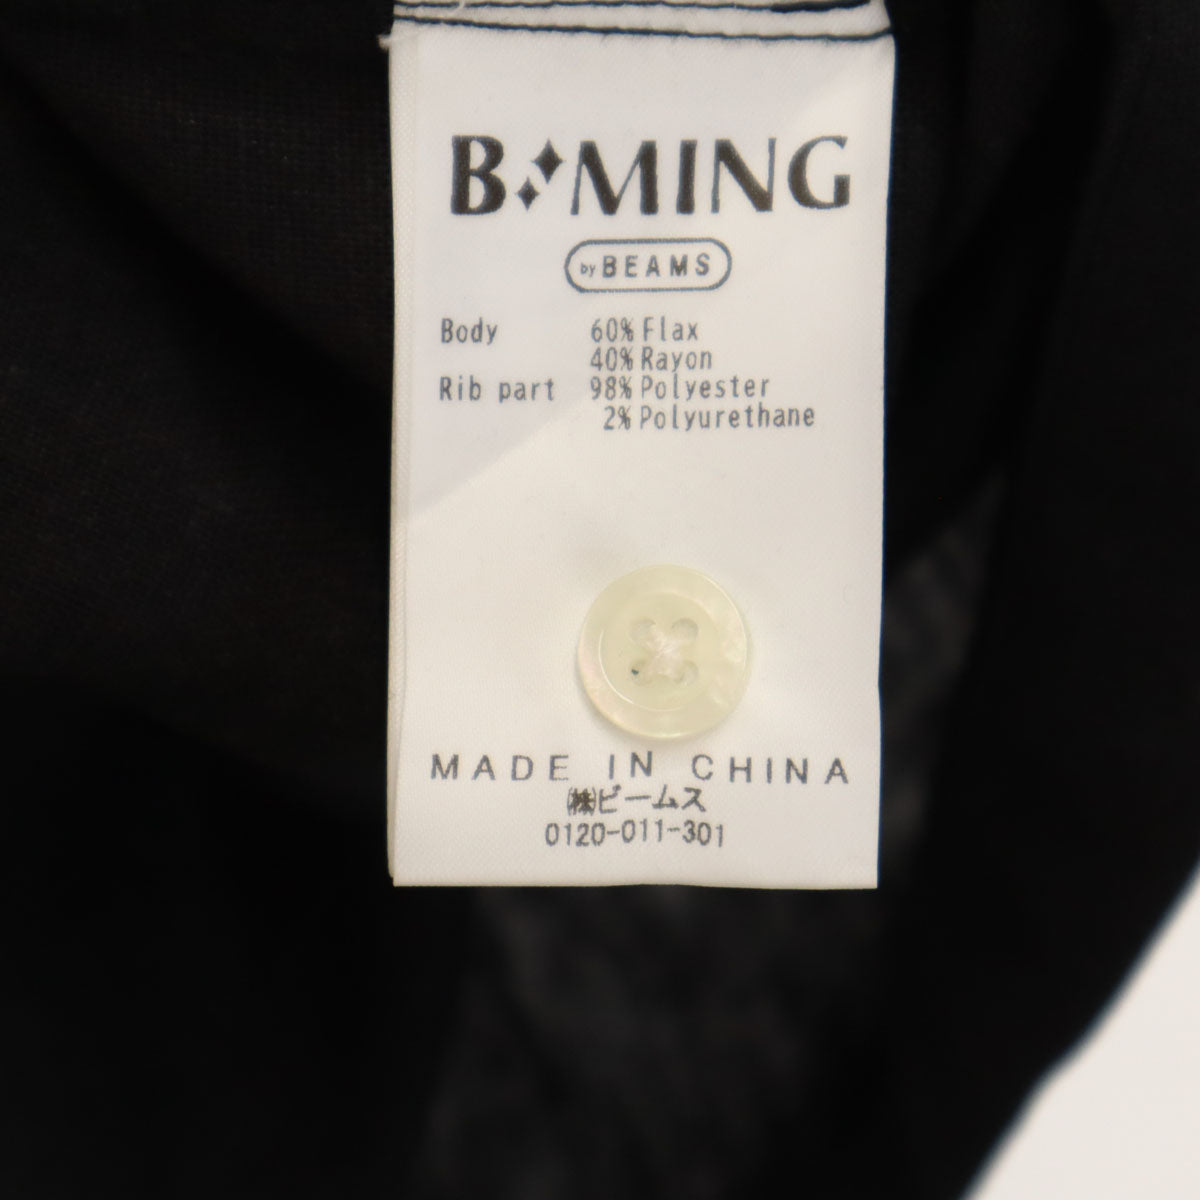 B MING
by BEAMS
Body 60% Flax
40% Rayon
Rib part 98% Polyester
2% Polyurethane
MADE IN CHINA
㈱ビームス
0120-011-301